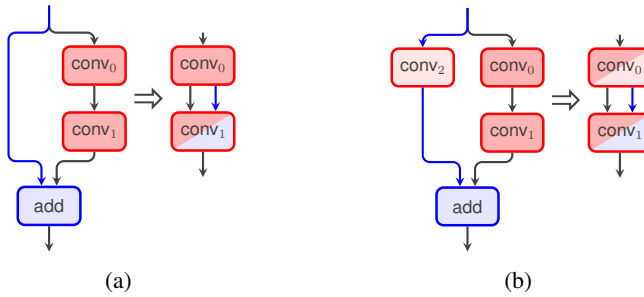 conv₀ conv₀
conv₁ conv₁
add
(a)
conv₂ conv₀ conv₀
conv₁ conv₁
add
(b)